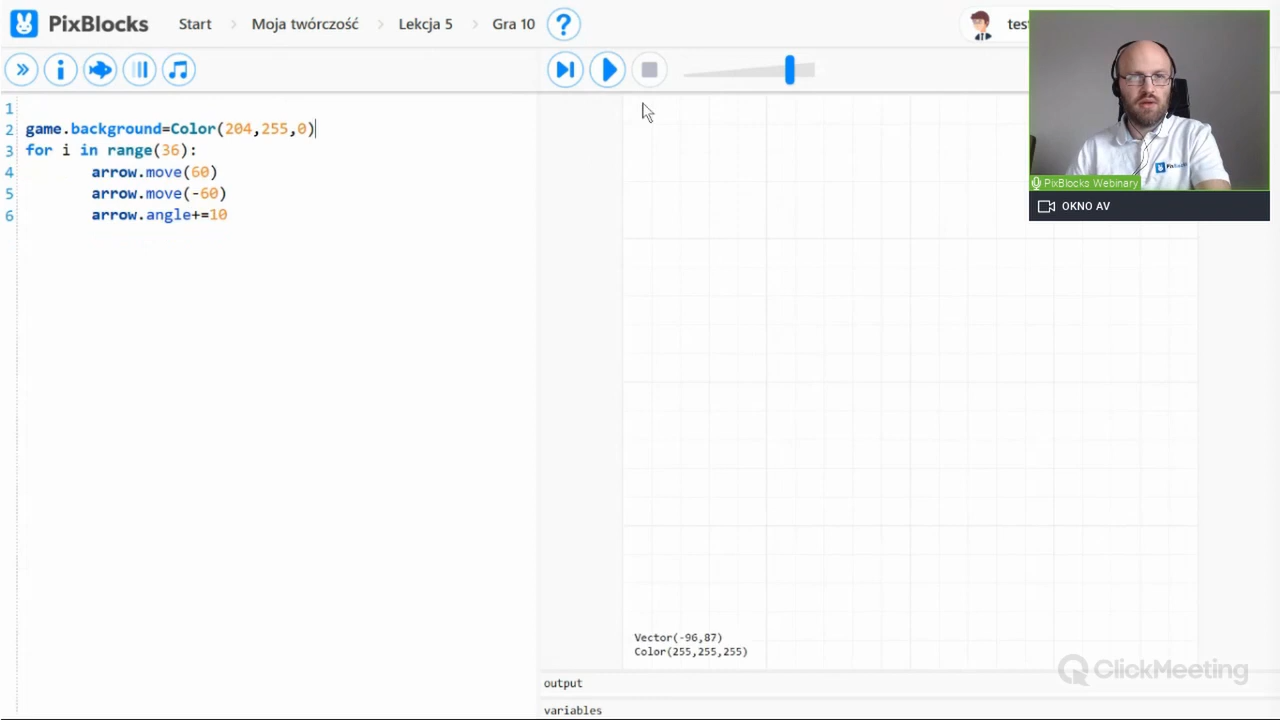 PixBlocks Start Moja twórczość Lekcja 5 Gra 10 ?
1
2 game.background=Color(204,255,0)
3 for i in range(36):
4 arrow.move(60)
5 arrow.move(-60)
6 arrow.angle+=10
PixBlocks Webinary
OKNO AV
Vector(-96,87)
Color(255,255,255)
output
variables
ClickMeeting